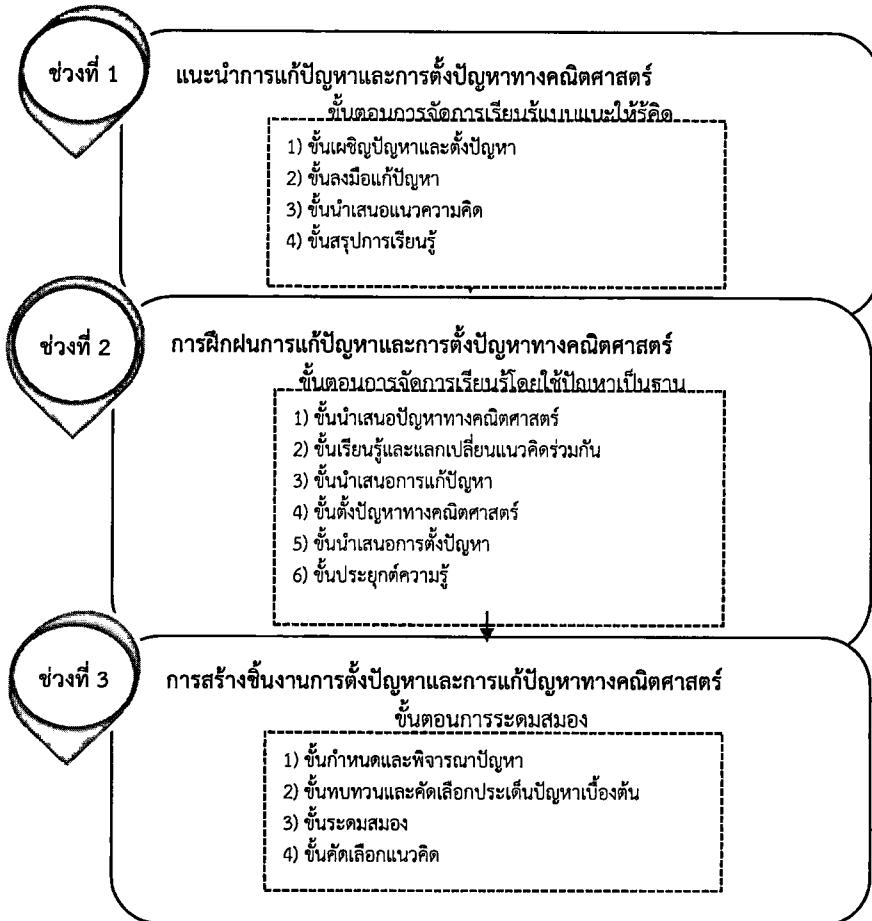 ช่วงที่ 1
แนะนำการแก้ปัญหาและการตั้งปัญหาทางคณิตศาสตร์
ขั้นตอนการจัดการเรียนรู้แบบแนะให้รู้คิด
1) ขั้นเผชิญปัญหาและตั้งปัญหา
2) ขั้นลงมือแก้ปัญหา
3) ขั้นนำเสนอแนวความคิด
4) ขั้นสรุปการเรียนรู้
ช่วงที่ 2
การฝึกฝนการแก้ปัญหาและการตั้งปัญหาทางคณิตศาสตร์
ขั้นตอนการจัดการเรียนรู้โดยใช้ปัญหาเป็นฐาน
1) ขั้นนำเสนอปัญหาทางคณิตศาสตร์
2) ขั้นเรียนรู้และแลกเปลี่ยนแนวคิดร่วมกัน
3) ขั้นนำเสนอการแก้ปัญหา
4) ขั้นตั้งปัญหาทางคณิตศาสตร์
5) ขั้นนำเสนอการตั้งปัญหา
6) ขั้นประยุกต์ความรู้
ช่วงที่ 3
การสร้างชิ้นงานการตั้งปัญหาและการแก้ปัญหาทางคณิตศาสตร์
ขั้นตอนการระดมสมอง
1) ขั้นกำหนดและพิจารณาปัญหา
2) ขั้นทบทวนและคัดเลือกประเด็นปัญหาเบื้องต้น
3) ขั้นระดมสมอง
4) ขั้นคัดเลือกแนวคิด